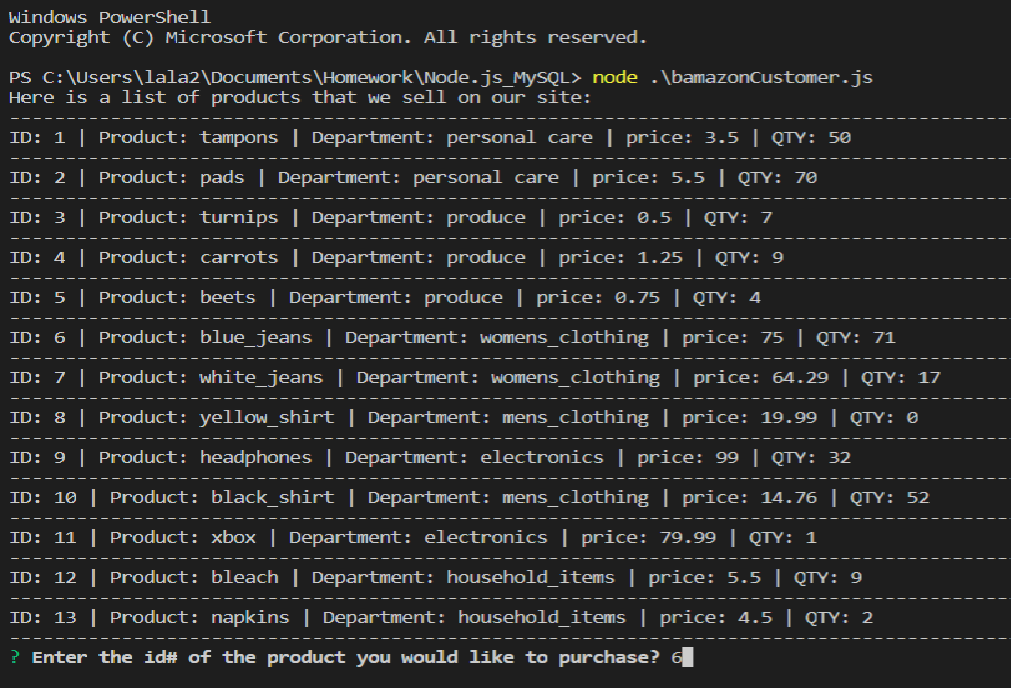 Windows PowerShell
Copyright (C) Microsoft Corporation. All rights reserved.
PS C:\Users\lala2\Documents\Homework\Node.js_MySQL> node .\bamazonCustomer.js
Here is a list of products that we sell on our site:
ID: 1 | Product: tampons | Department: personal care | price: 3.5 | QTY: 50
ID: 2 | Product: pads | Department: personal care | price: 5.5 | QTY: 70
ID: 3 | Product: turnips | Department: produce | price: 0.5 | QTY: 7
ID: 4 | Product: carrots | Department: produce | price: 1.25 | QTY: 9
ID: 5 | Product: beets | Department: produce | price: 0.75 | QTY: 4
ID: 6 | Product: blue_jeans | Department: womens_clothing | price: 75 | QTY: 71
ID: 7 | Product: white_jeans | Department: womens_clothing | price: 64.29 | QTY: 17
ID: 8 | Product: yellow_shirt | Department: mens_clothing | price: 19.99 | QTY: 0
ID: 9 | Product: headphones | Department: electronics | price: 99 | QTY: 32
ID: 10 | Product: black_shirt | Department: mens_clothing | price: 14.76 | QTY: 52
ID: 11 | Product: xbox | Department: electronics | price: 79.99 | QTY: 1
ID: 12 | Product: bleach | Department: household_items | price: 5.5 | QTY: 9
ID: 13 | Product: napkins | Department: household_items | price: 4.5 | QTY: 2
? Enter the id# of the product you would like to purchase? 6